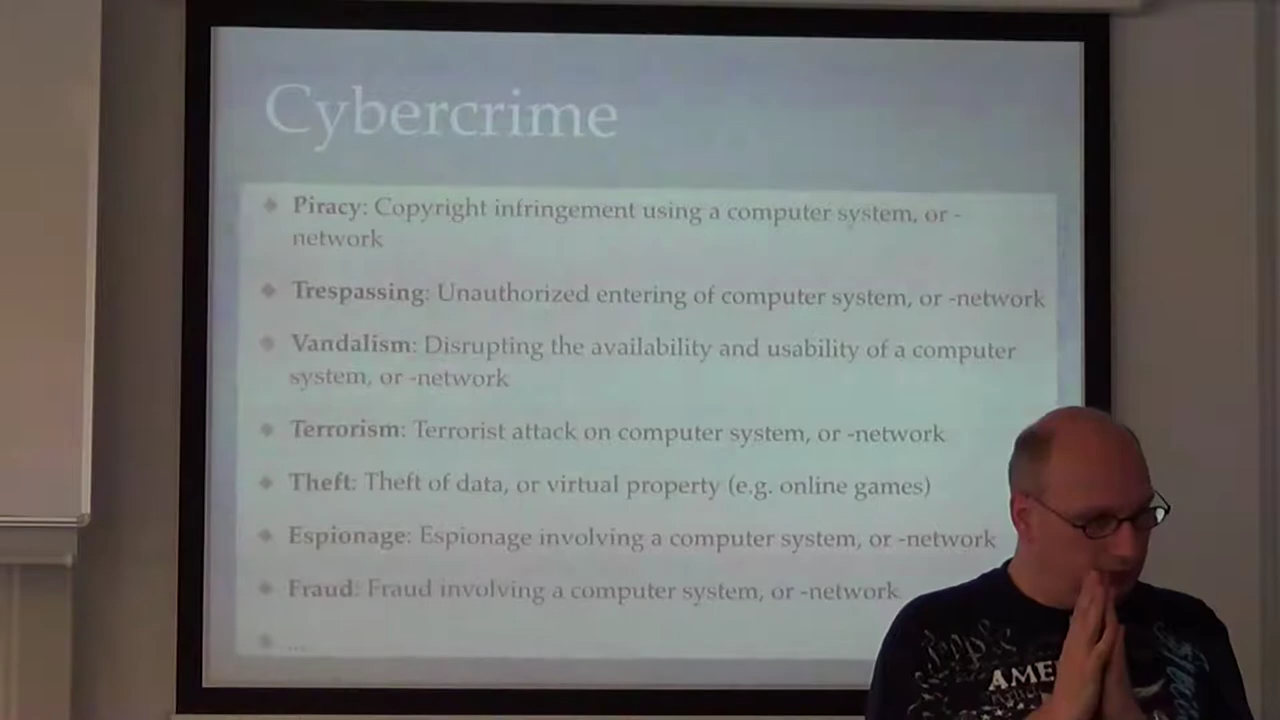 Cybercrime
Piracy: Copyright infringement using a computer system, or -
network
Trespassing: Unauthorized entering of computer system, or -network
Vandalism: Disrupting the availability and usability of a computer
system, or -network
Terrorism: Terrorist attack on computer system, or -network
Theft: Theft of data, or virtual property (e.g. online games)
Espionage: Espionage involving a computer system, or -network
Fraud: Fraud involving a computer system, or -network
...
AME